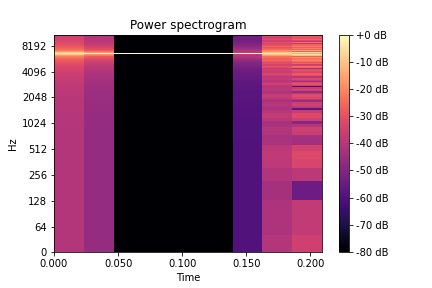 Power spectrogram
8192
4096
2048
1024
512
256
128
64
0
Hz
0.000 0.050 0.100 0.150 0.200
Time
+0 dB
-10 dB
-20 dB
-30 dB
-40 dB
-50 dB
-60 dB
-70 dB
-80 dB